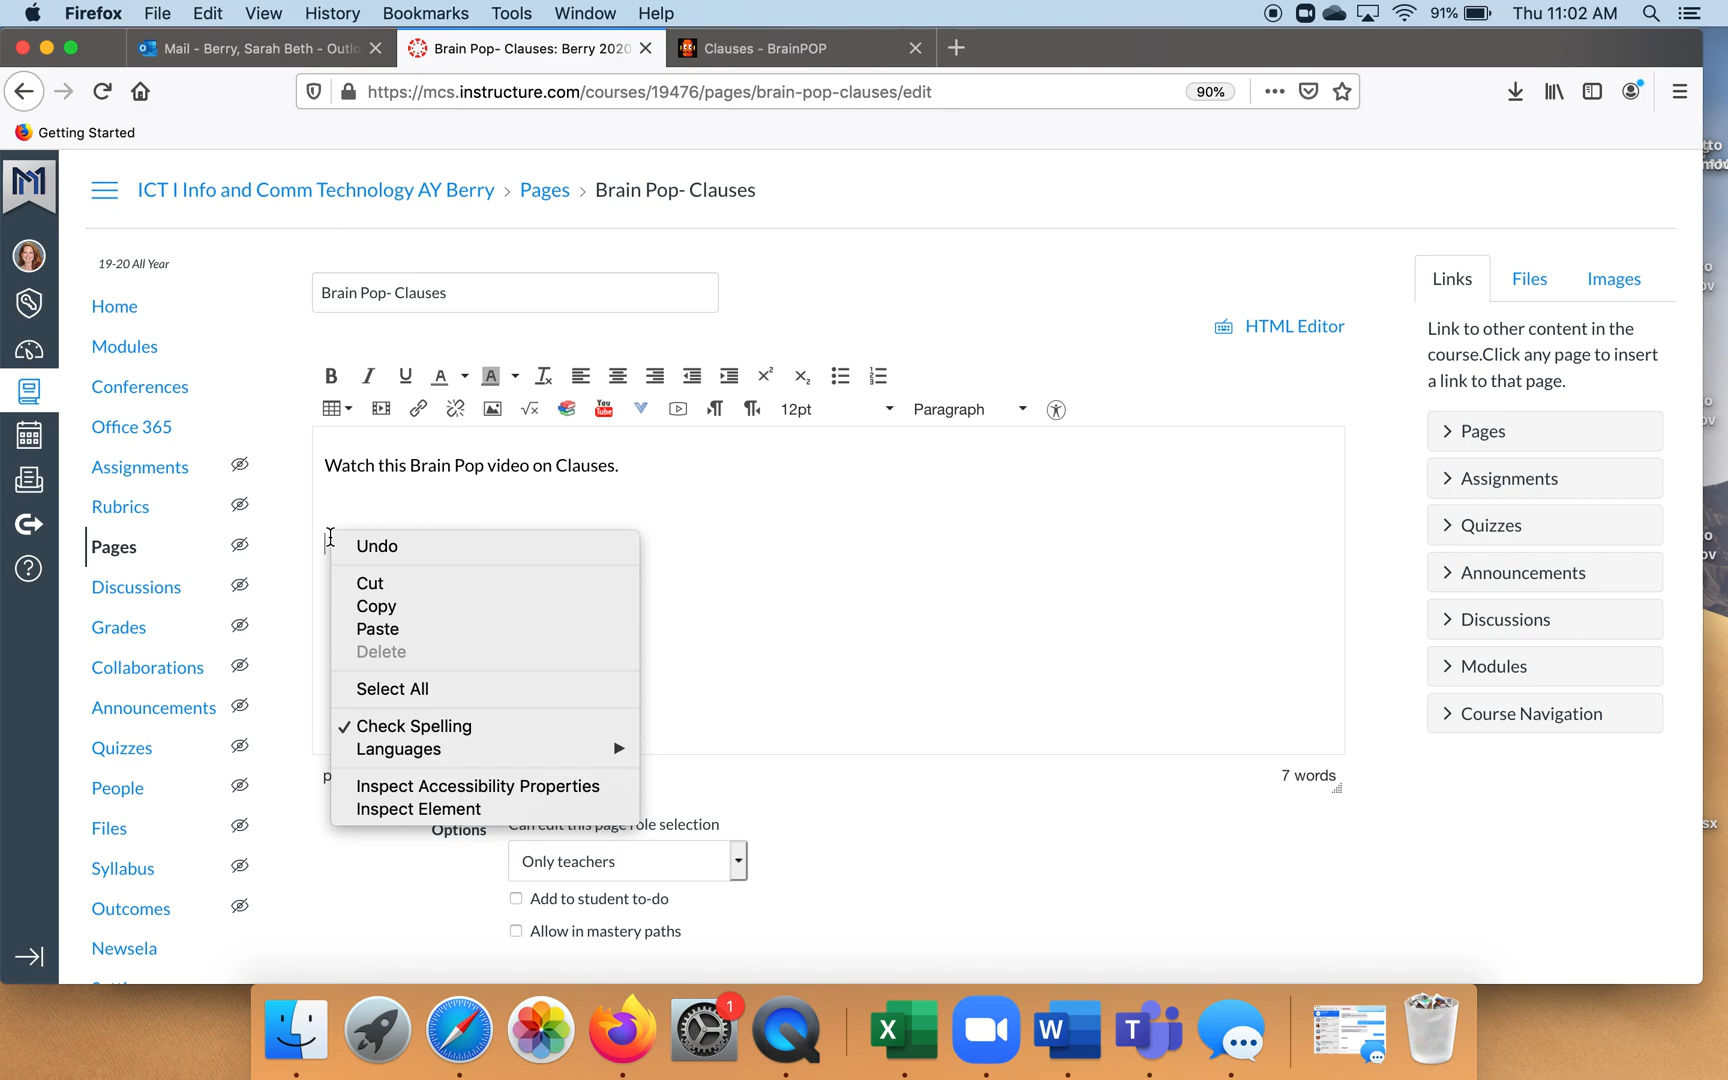 Firefox File Edit View History Bookmarks Tools Window Help 91% Thu 11:02 AM
Mail - Berry, Sarah Beth - Outlo Brain Pop- Clauses: Berry 2020 Clauses - BrainPOP
https://mcs.instructure.com/courses/19476/pages/brain-pop-clauses/edit 90%
Getting Started
ICT I Info and Comm Technology AY Berry > Pages > Brain Pop- Clauses
19-20 All Year
Home
Modules
Conferences
Office 365
Assignments
Rubrics
Pages
Discussions
Grades
Collaborations
Announcements
Quizzes
People
Files
Syllabus
Outcomes
Newsela
Brain Pop- Clauses
HTML Editor
12pt Paragraph
Watch this Brain Pop video on Clauses.
Undo
Cut
Copy
Paste
Delete
Select All
Check Spelling
Languages
Inspect Accessibility Properties
Inspect Element
p
7 words
Options
Can edit this page role selection
Only teachers
Add to student to-do
Allow in mastery paths
Links Files Images
Link to other content in the
course.Click any page to insert
a link to that page.
Pages
Assignments
Quizzes
Announcements
Discussions
Modules
Course Navigation
1